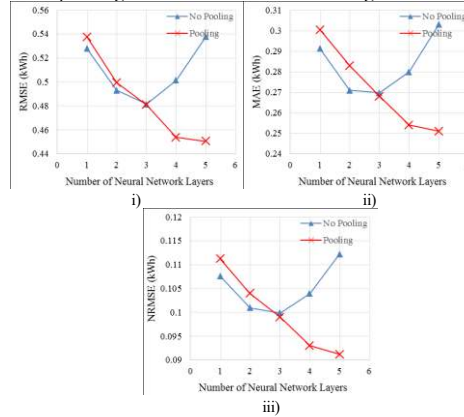 0.56
0.54
0.52
0.5
0.48
0.46
0.44
0 1 2 3 4 5 6
RMSE (kWh)
No Pooling
Pooling
Number of Neural Network Layers
i)
0.31
0.3
0.29
0.28
0.27
0.26
0.25
0.24
0 1 2 3 4 5 6
MAE (kWh)
No Pooling
Pooling
Number of Neural Network Layers
ii)
0.12
0.115
0.11
0.105
0.1
0.095
0.09
0 1 2 3 4 5 6
NRMSE (kWh)
No Pooling
Pooling
Number of Neural Network Layers
iii)